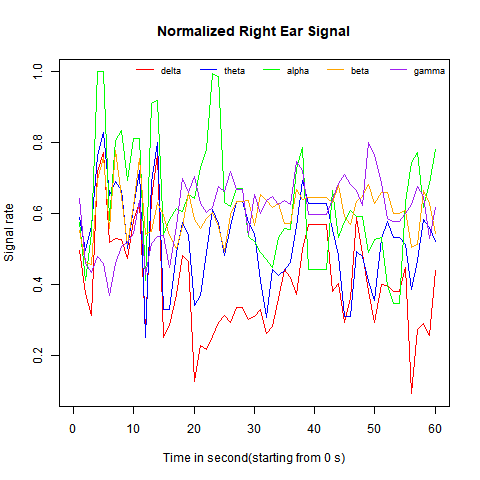 Normalized Right Ear Signal
delta theta alpha beta gamma
1.0
0.8
0.6
0.4
0.2
Signal rate
0 10 20 30 40 50 60
Time in second(starting from 0 s)